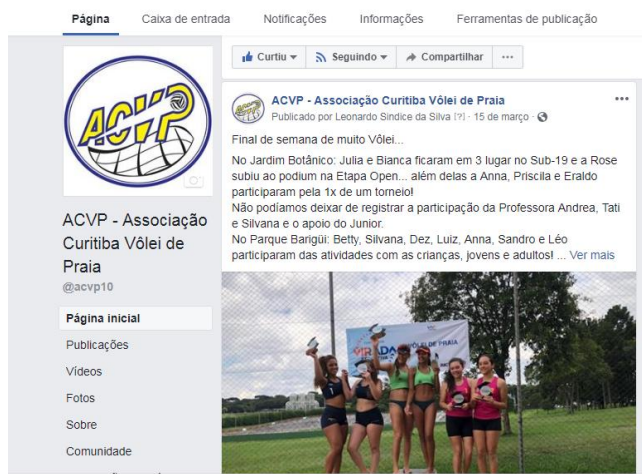 Página Caixa de entrada Notificações Informações Ferramentas de publicação
Curtiu Seguindo Compartilhar
ACVP
ACVP - Associação Curitiba Vôlei de Praia
@acvp10
Página inicial
Publicações
Vídeos
Fotos
Sobre
Comunidade
ACVP - Associação Curitiba Vôlei de Praia
Publicado por Leonardo Sindice da Silva [?] · 15 de março ·
Final de semana de muito Vôlei...
No Jardim Botânico: Julia e Bianca ficaram em 3 lugar no Sub-19 e a Rose
subiu ao podium na Etapa Open... além delas a Anna, Priscila e Eraldo
participaram pela 1x de um torneio!
Não podíamos deixar de registrar a participação da Professora Andrea, Tati
e Silvana e o apoio do Junior.
No Parque Barigüi: Betty, Silvana, Dez, Luiz, Anna, Sandro e Léo
participaram das atividades com as crianças, jovens e adultos! ... Ver mais
DE PRAIA